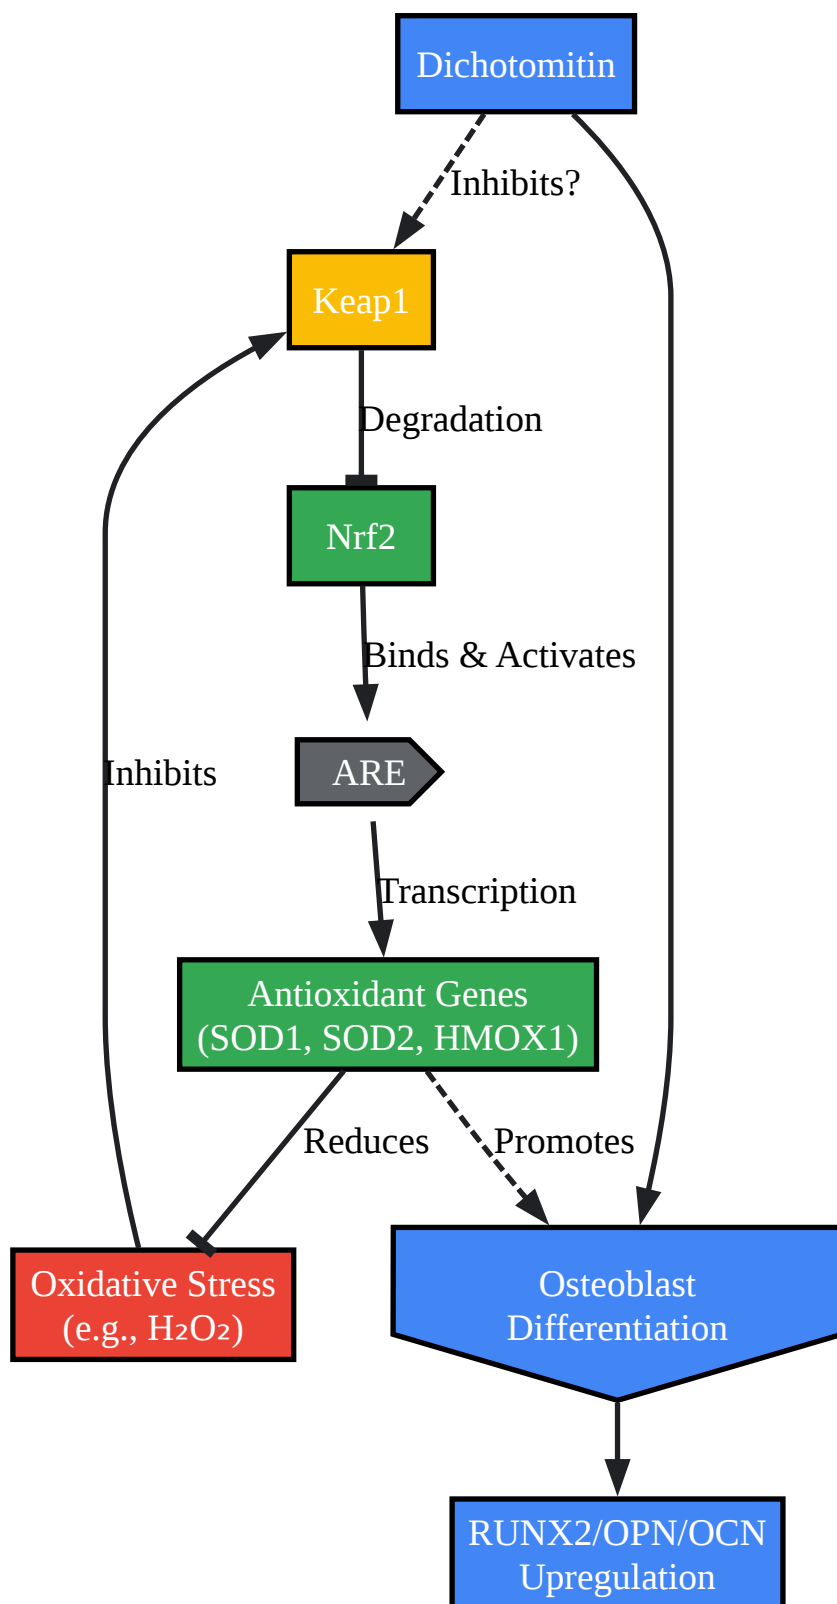 Dichotomitin
Inhibits?
Keap1
Degradation
Nrf2
Binds & Activates
ARE
Inhibits
Transcription
Antioxidant Genes
(SOD1, SOD2, HMOX1)
Reduces
Promotes
Oxidative Stress
(e.g., H₂O₂)
Osteoblast
Differentiation
RUNX2/OPN/OCN
Upregulation